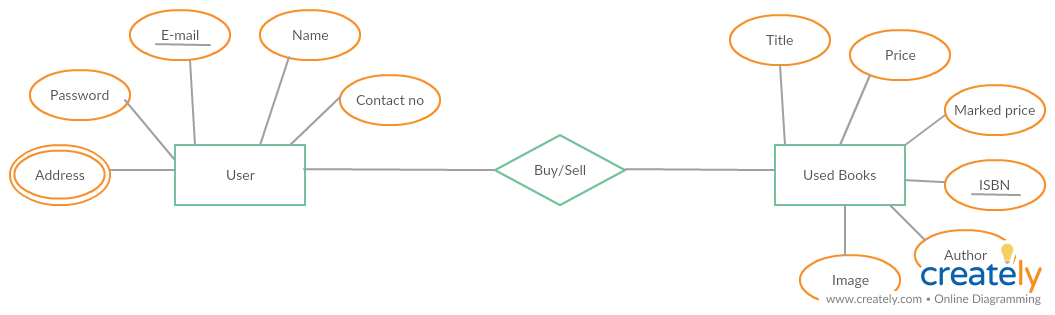 E-mail
Name
Title
Price
Password
Contact no
Marked price
Address
User
Buy/Sell
Used Books
ISBN
Author
Image
creately
www.creately.com • Online Diagramming